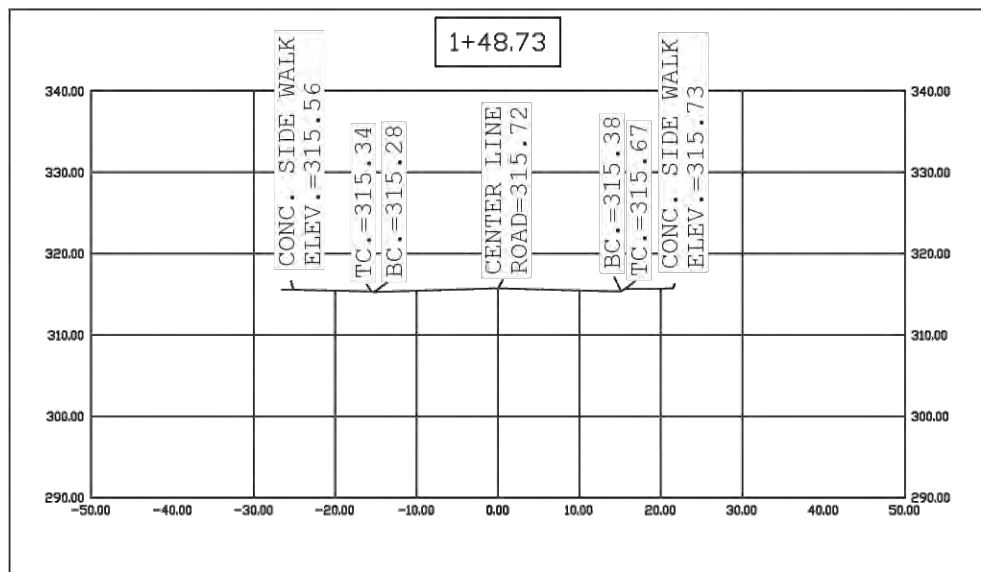 1+48.73
CONC. SIDE WALK
ELEV.=315.56
TC.=315.34
BC.=315.28
CENTER LINE
ROAD=315.72
BC.=315.38
TC.=315.67
CONC. SIDE WALK
ELEV.=315.73
340.00
340.00
330.00
330.00
320.00
320.00
310.00
310.00
300.00
300.00
290.00
290.00
-50.00 -40.00 -30.00 -20.00 -10.00 0.00 10.00 20.00 30.00 40.00 50.00